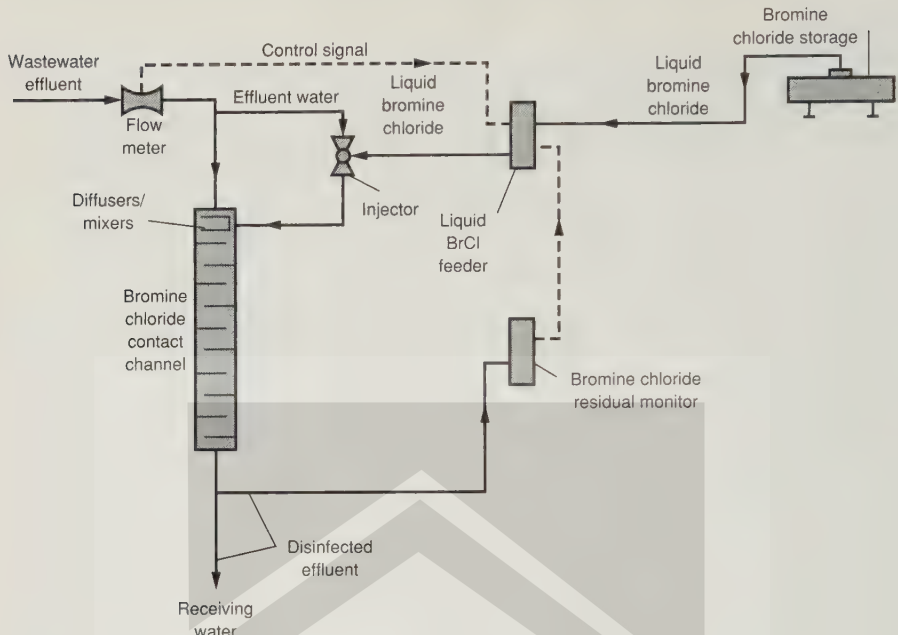 Bromine
chloride storage
Control signal
Wastewater
effluent
Liquid
bromine
chloride
Liquid
bromine
chloride
Effluent water
Flow
meter
Injector
Diffusers/
mixers
Liquid
BrCl
feeder
Bromine
chloride
contact
channel
Bromine chloride
residual monitor
Disinfected
effluent
Receiving
water